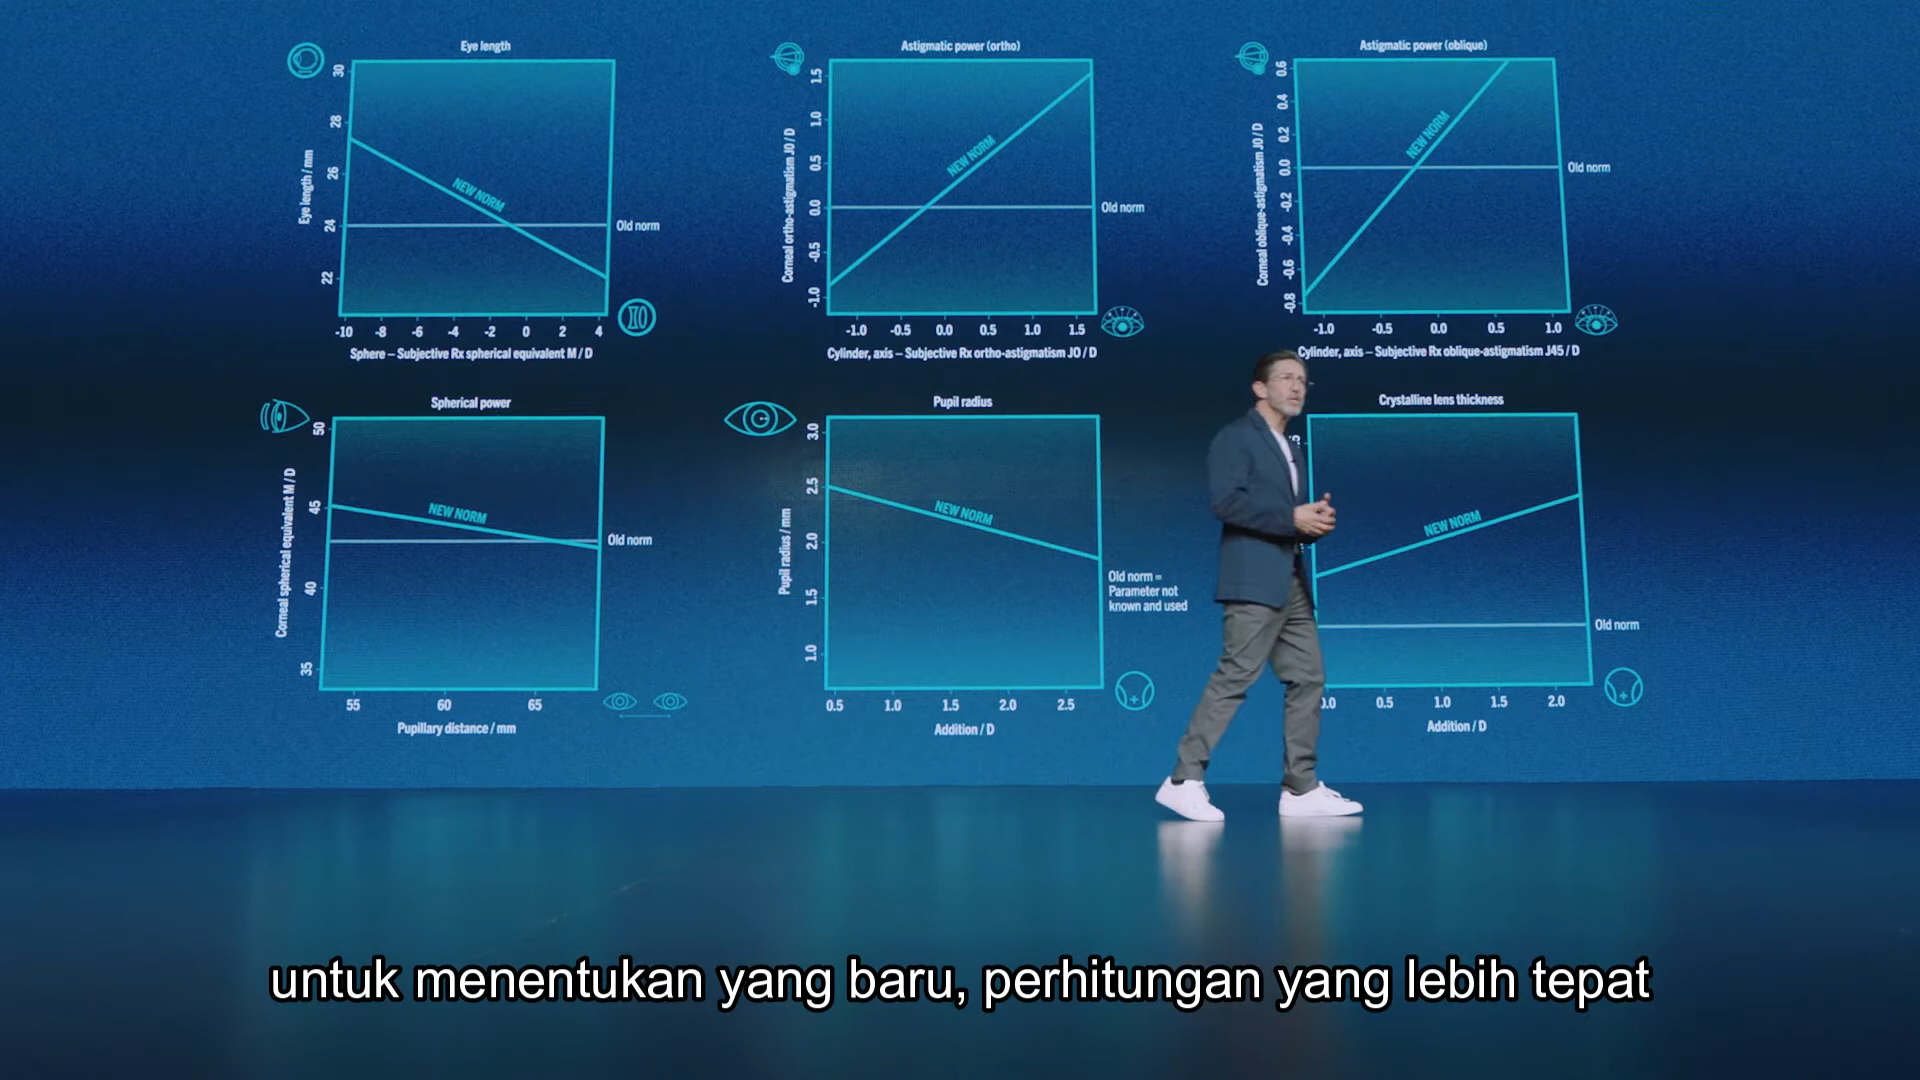 Eye length
30
28
26
24
22
Eye length / mm
NEW NORM
Old norm
-10 -8 -6 -4 -2 0 2 4
Sphere – Subjective Rx spherical equivalent M / D
Astigmatic power (ortho)
1.5
1.0
0.5
0.0
-0.5
-1.0
Corneal ortho-astigmatism J0 / D
NEW NORM
Old norm
-1.0 -0.5 0.0 0.5 1.0 1.5
Cylinder, axis – Subjective Rx ortho-astigmatism J0 / D
Astigmatic power (oblique)
0.6
0.4
0.2
0.0
-0.2
-0.4
-0.6
-0.8
Corneal oblique-astigmatism J0 / D
NEW NORM
Old norm
-1.0 -0.5 0.0 0.5 1.0
Cylinder, axis – Subjective Rx oblique-astigmatism J45 / D
Spherical power
50
45
40
35
Corneal spherical equivalent M / D
NEW NORM
Old norm
55 60 65
Pupillary distance / mm
Pupil radius
3.0
2.5
2.0
1.5
1.0
Pupil radius / mm
NEW NORM
Old norm =
Parameter not
known and used
0.5 1.0 1.5 2.0 2.5
Addition / D
Crystalline lens thickness
NEW NORM
Old norm
0.5 1.0 1.5 2.0
Addition / D
untuk menentukan yang baru, perhitungan yang lebih tepat